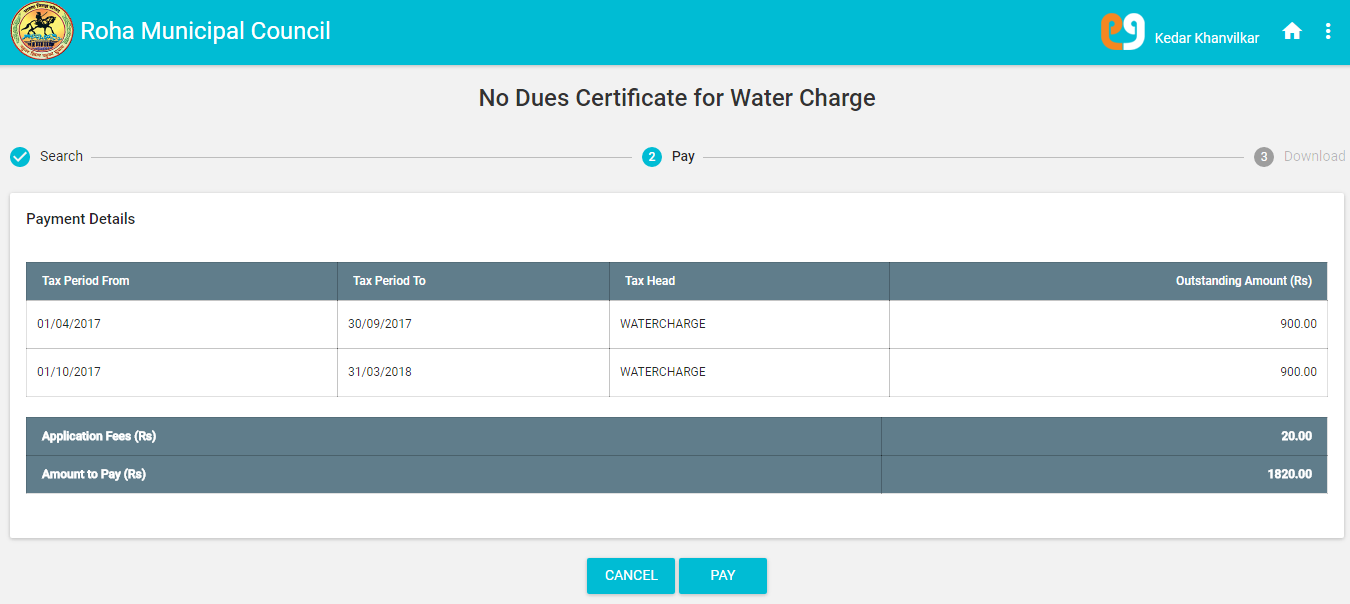 Roha Municipal Council
Kedar Khanvilkar
No Dues Certificate for Water Charge
Search
2 Pay
3 Download
Payment Details
Tax Period From Tax Period To Tax Head Outstanding Amount (Rs)
01/04/2017 30/09/2017 WATERCHARGE 900.00
01/10/2017 31/03/2018 WATERCHARGE 900.00
Application Fees (Rs) 20.00
Amount to Pay (Rs) 1820.00
CANCEL PAY